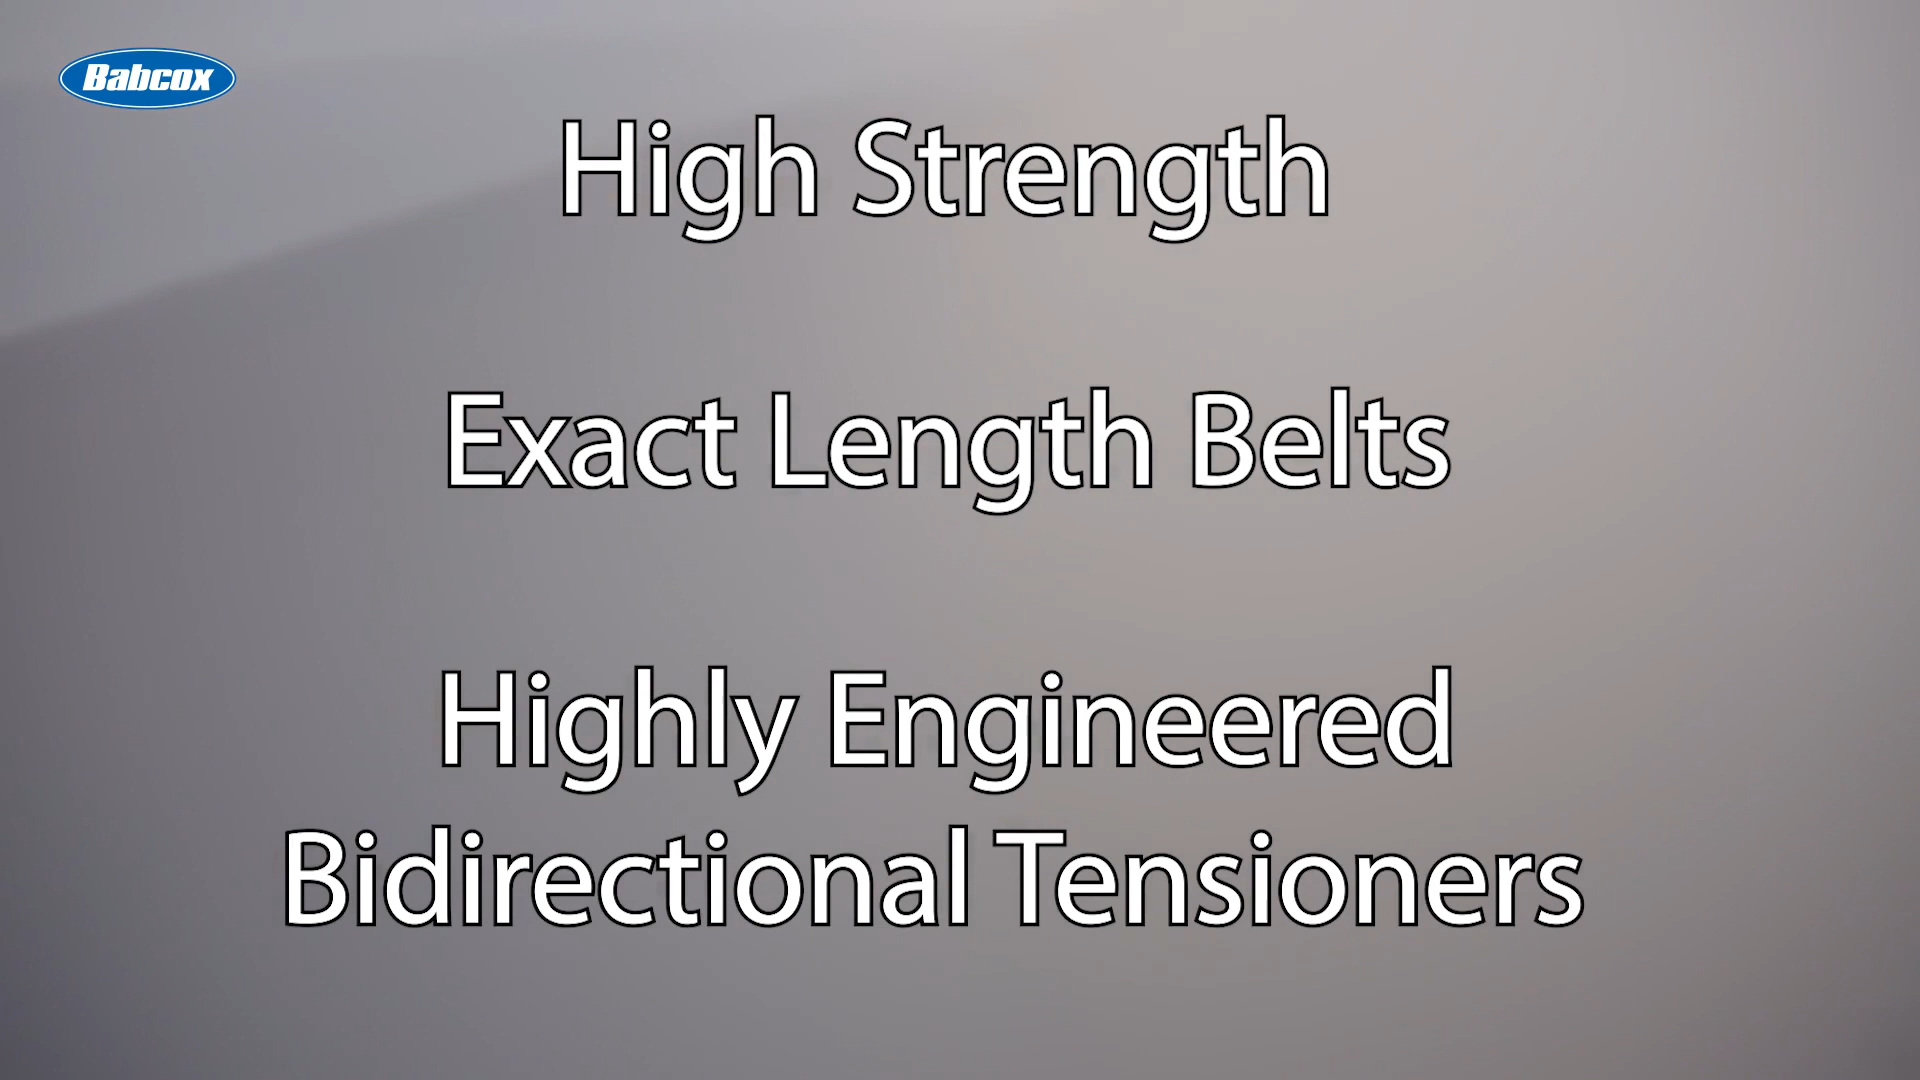 Babcox
High Strength
Exact Length Belts
Highly Engineered
Bidirectional Tensioners